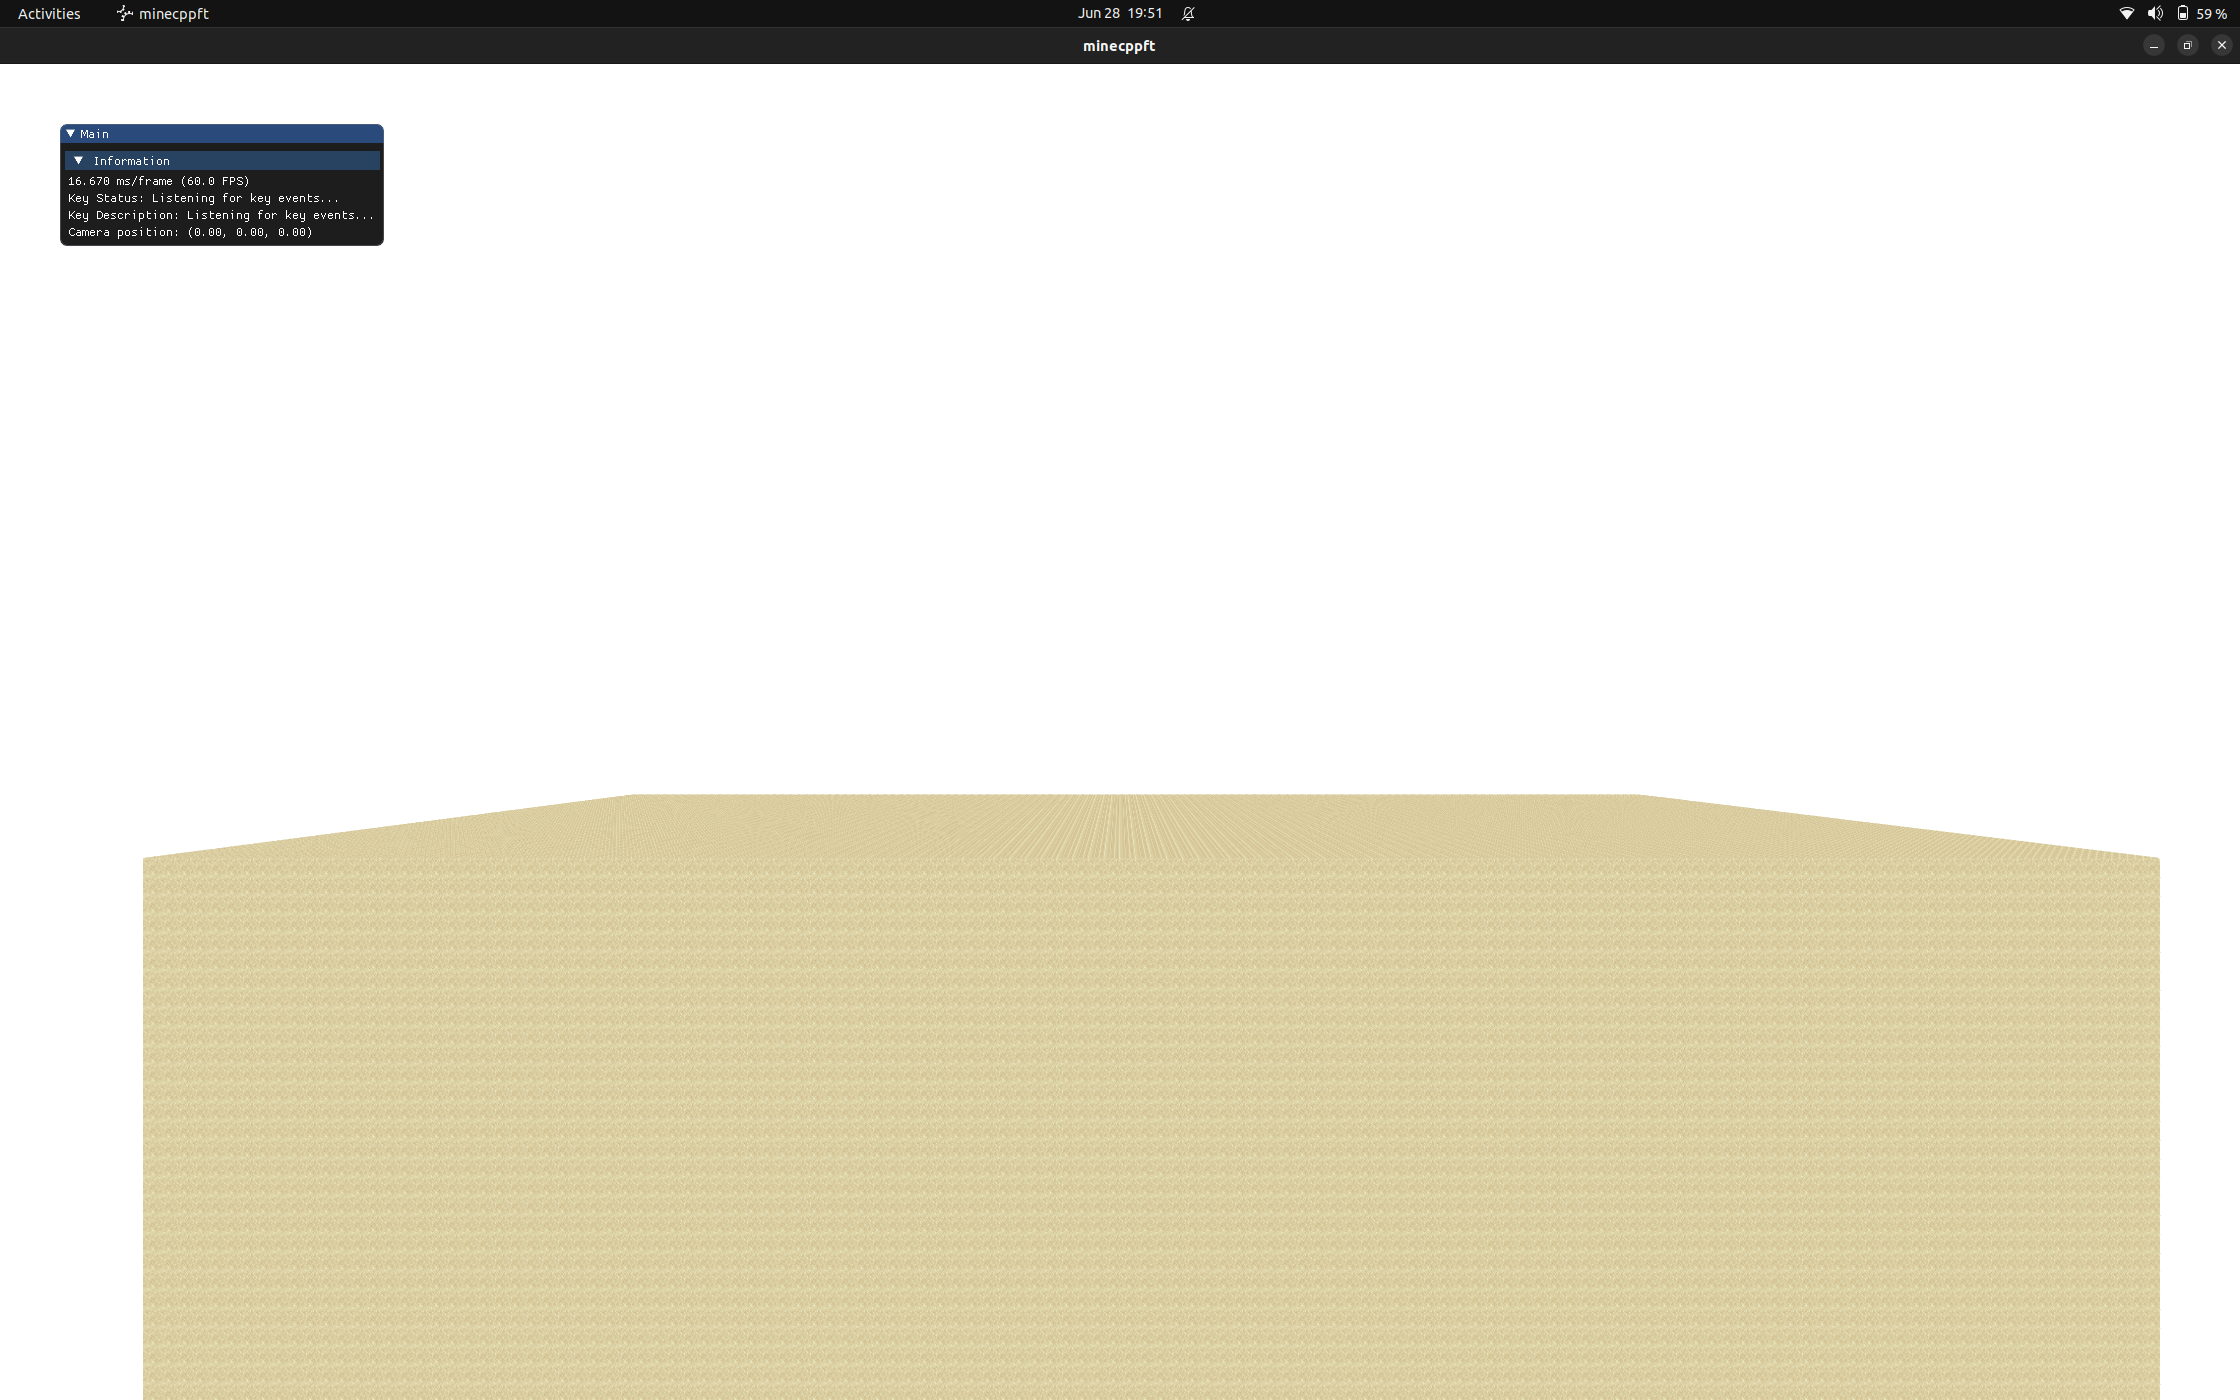 Activities minecppft Jun 28 19:51 59 %
minecppft
Main
Information
16.670 ms/frame (60.0 FPS)
Key Status: Listening for key events...
Key Description: Listening for key events...
Camera position: (0.00, 0.00, 0.00)